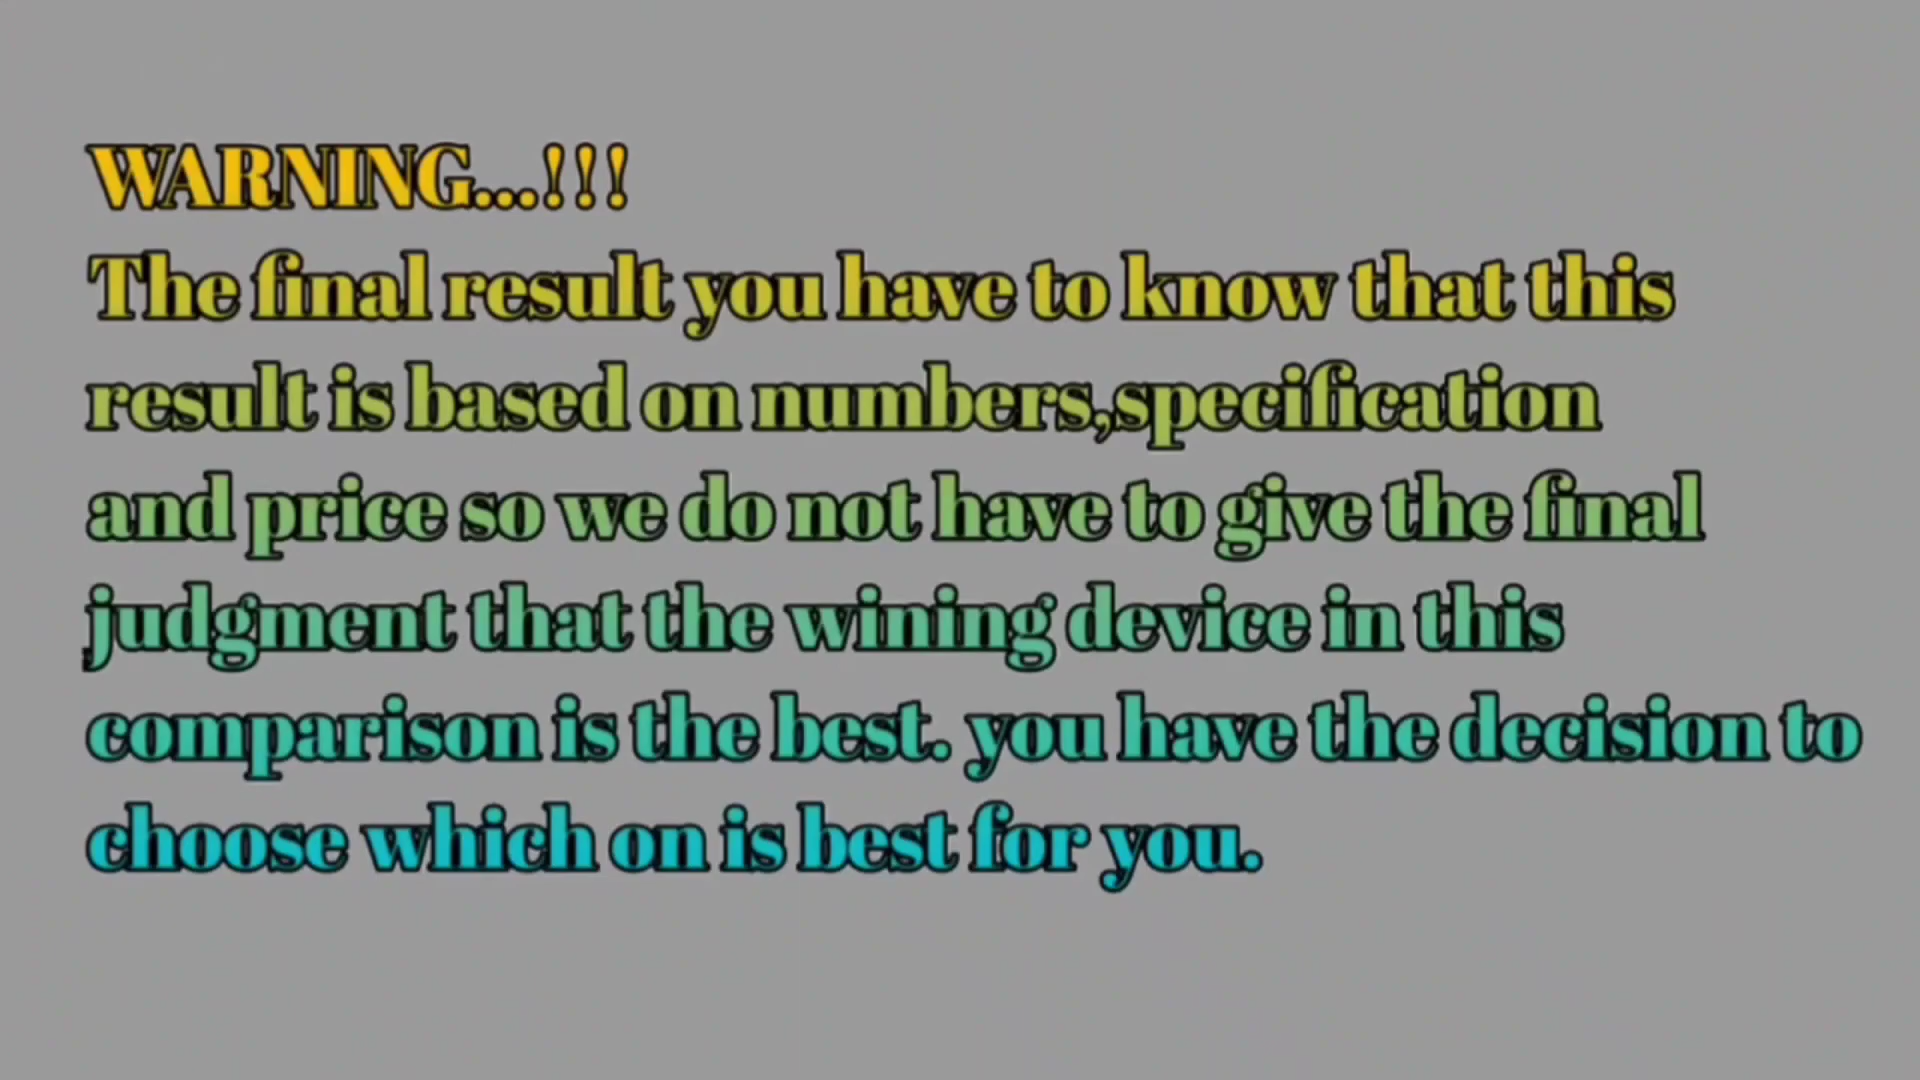 WARNING...!!!
The final result you have to know that this
result is based on numbers,specification
and price so we do not have to give the final
judgment that the wining device in this
comparison is the best. you have the decision to
choose which on is best for you.